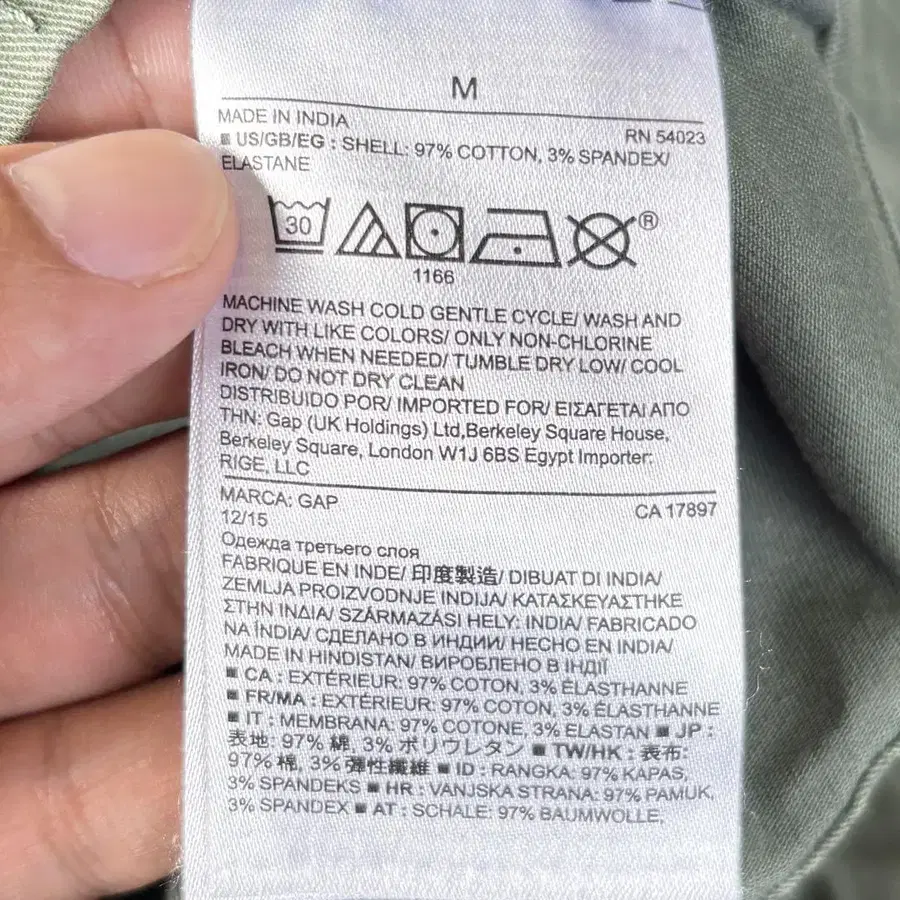 M
MADE IN INDIA
RN 54023
■ US/GB/EG : SHELL: 97% COTTON, 3% SPANDEX/
ELASTANE
30
®
1166
MACHINE WASH COLD GENTLE CYCLE/ WASH AND
DRY WITH LIKE COLORS/ ONLY NON-CHLORINE
BLEACH WHEN NEEDED/ TUMBLE DRY LOW/ COOL
IRON/ DO NOT DRY CLEAN
DISTRIBUIDO POR/ IMPORTED FOR/ ΕΙΣΑΓΕΤΑΙ ΑΠΟ
ΤΗΝ: Gap (UK Holdings) Ltd,Berkeley Square House,
Berkeley Square, London W1J 6BS Egypt Importer:
RIGE, LLC
MARCA: GAP
CA 17897
12/15
Одежда третьего слоя
FABRIQUE EN INDE/ 印度製造/ DIBUAT DI INDIA/
ZEMLJA PROIZVODNJE INDIJA/ ΚΑΤΑΣΚΕΥΑΣΤΗΚΕ
ΣΤΗΝ ΙΝΔΙΑ/ SZÁRMAZÁSI HELY: INDIA/ FABRICADO
NA ÍNDIA/ СДЕЛАНО В ИНДИИ/ HECHO EN INDIA/
MADE IN HINDISTAN/ ВИРОБЛЕНО В ІНДІЇ
■ CA : EXTÉRIEUR: 97% COTON, 3% ÉLASTHANNE
■ FR/MA : EXTÉRIEUR: 97% COTON, 3% ÉLASTHANNE
■ IT : MEMBRANA: 97% COTONE, 3% ELASTAN ■ JP :
表地: 97% 綿, 3% ポリウレタン ■ TW/HK : 表布:
97% 棉, 3% 彈性纖維 ■ ID : RANGKA: 97% KAPAS,
3% SPANDEKS ■ HR : VANJSKA STRANA: 97% PAMUK,
3% SPANDEX ■ AT : SCHALE: 97% BAUMWOLLE,